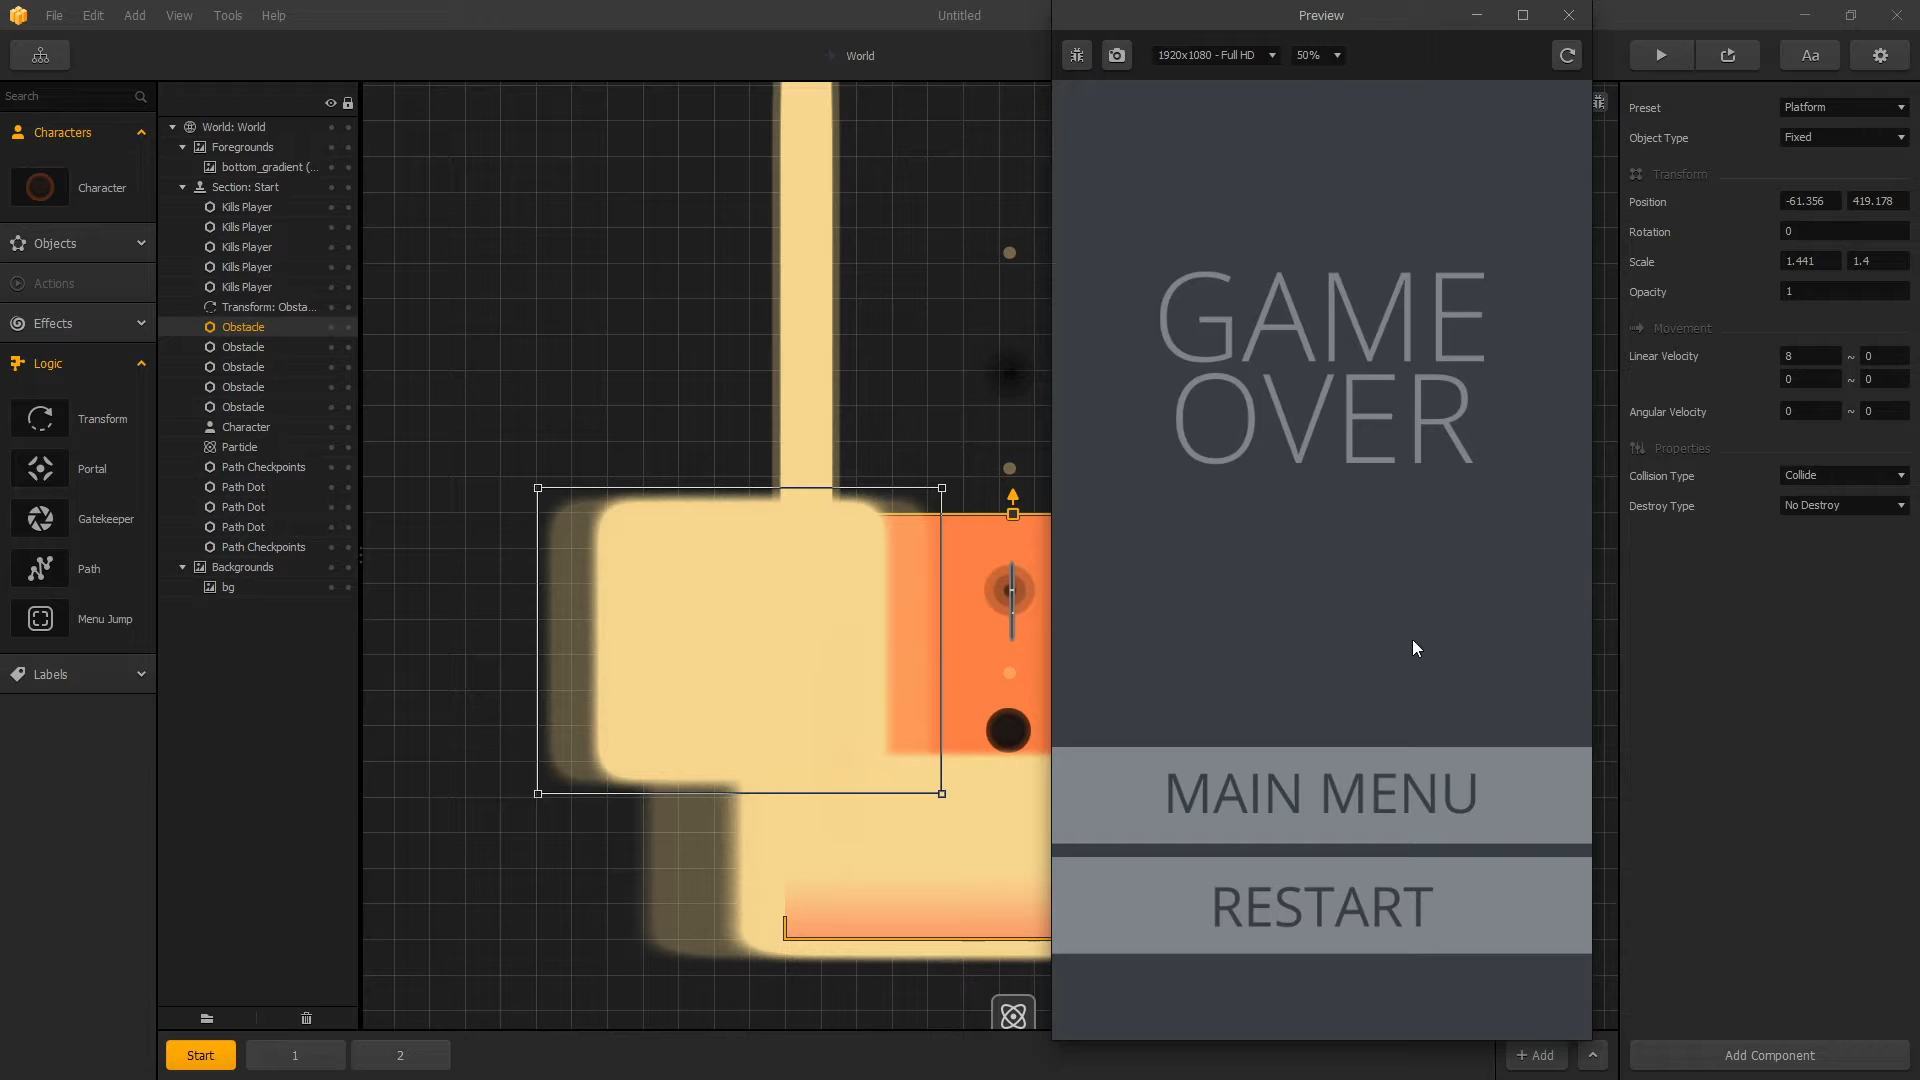 File Edit View Tools Help
Untitled
Preview
World
1920x1080 - Full HD
50%
Aa
Search
Characters
Character
Objects
Actions
Effects
Logic
Transform
Portal
Gatekeeper
Path
Menu Jump
Labels
World: World
Foregrounds
bottom_gradient (...
Section: Start
Kills Player
Kills Player
Kills Player
Kills Player
Kills Player
Transform: Obsta...
Obstacle
Obstacle
Obstacle
Obstacle
Obstacle
Character
Particle
Path Checkpoints
Path Dot
Path Dot
Path Dot
Path Checkpoints
Backgrounds
bg
GAME
OVER
MAIN MENU
RESTART
Preset Platform
Object Type Fixed
Transform
Position -61.356 419.178
Rotation 0
Scale 1.441 1.4
Opacity 1
Movement
Linear Velocity 8 ~ 0
0 ~ 0
Angular Velocity 0 ~ 0
Properties
Collision Type Collide
Destroy Type No Destroy
Start 1 2
+ Add
Add Component